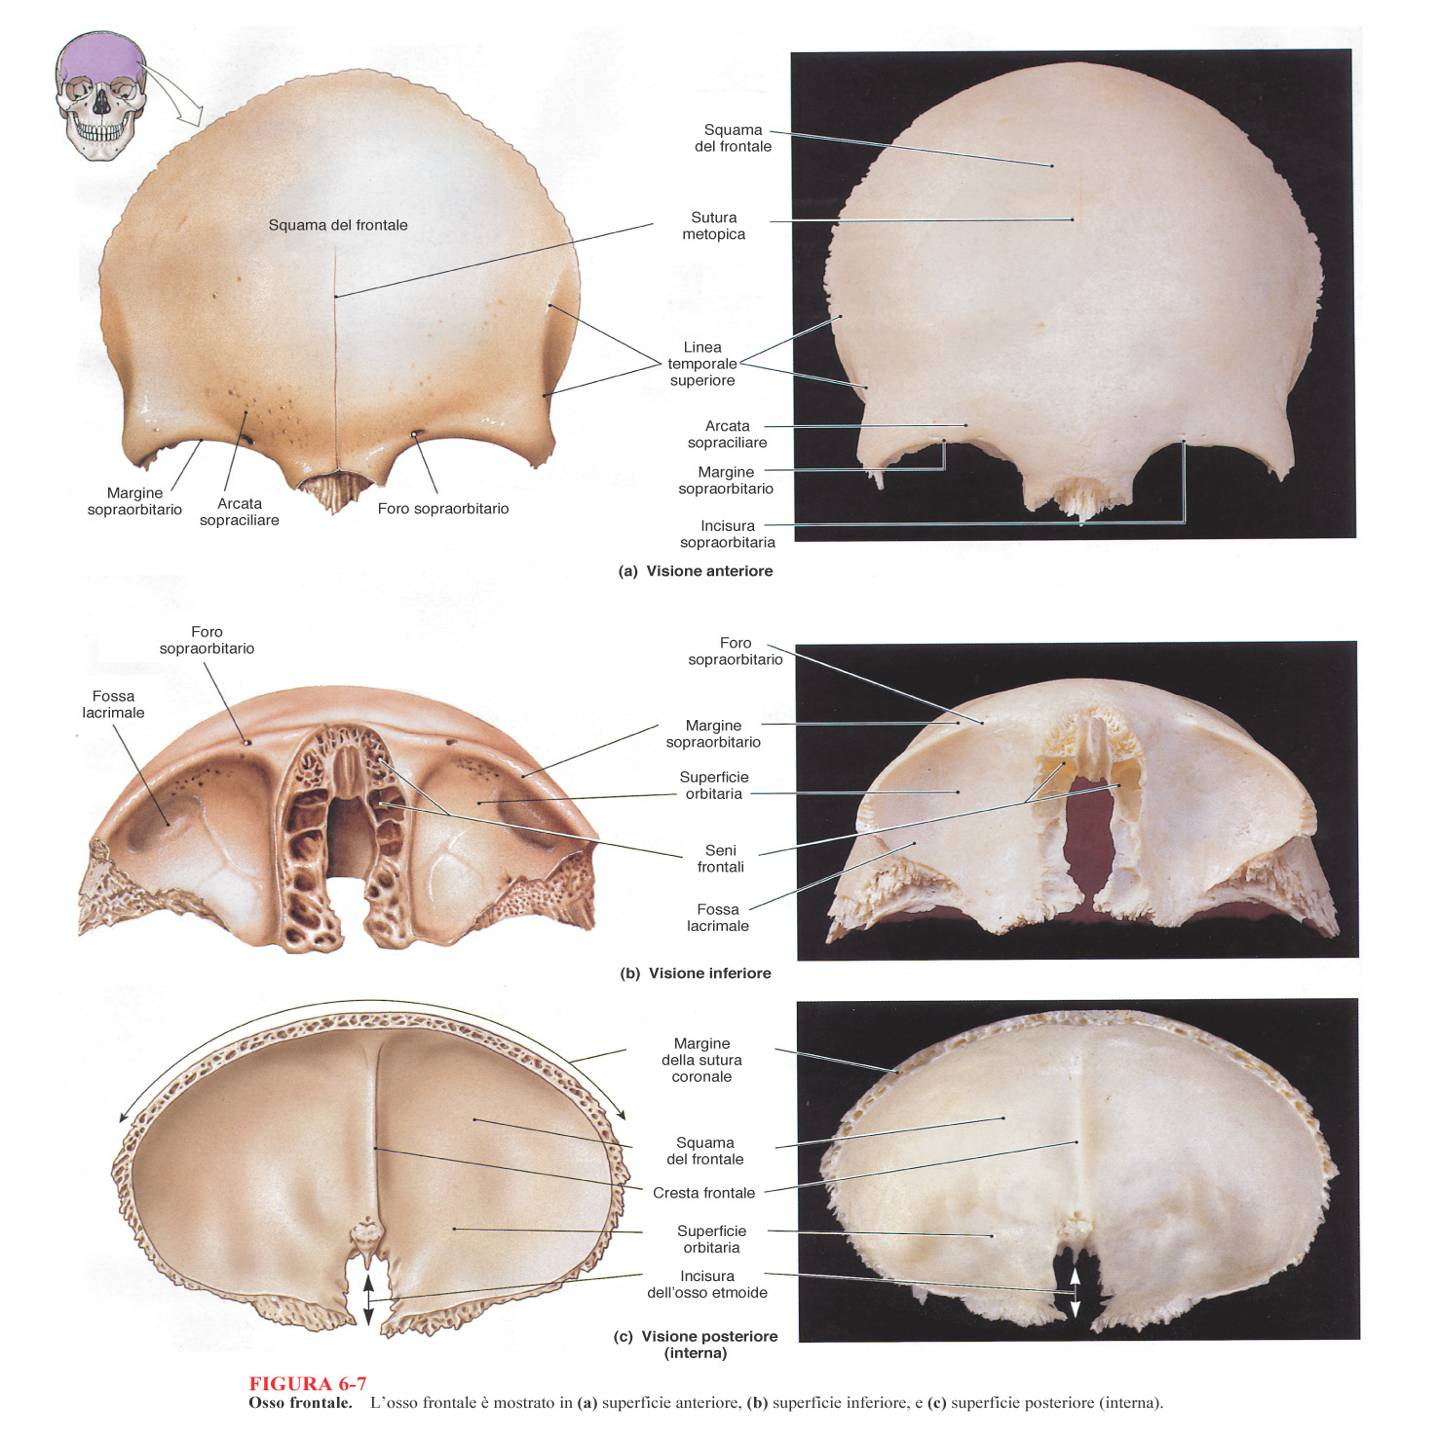 Squama
del frontale
Squama del frontale
Sutura
metopica
Linea
temporale
superiore
Arcata
sopraciliare
Margine
sopraorbitario
Incisura
sopraorbitaria
Margine
sopraorbitario
Arcata
sopraciliare
Foro sopraorbitario
(a) Visione anteriore
Foro
sopraorbitario
Fossa
lacrimale
Foro
sopraorbitario
Margine
sopraorbitario
Superficie
orbitaria
Seni
frontali
Fossa
lacrimale
(b) Visione inferiore
Margine
della sutura
coronale
Squama
del frontale
Cresta frontale
Superficie
orbitaria
Incisura
dell'osso etmoide
(c) Visione posteriore
(interna)
FIGURA 6-7
Osso frontale. L'osso frontale è mostrato in (a) superficie anteriore, (b) superficie inferiore, e (c) superficie posteriore (interna).